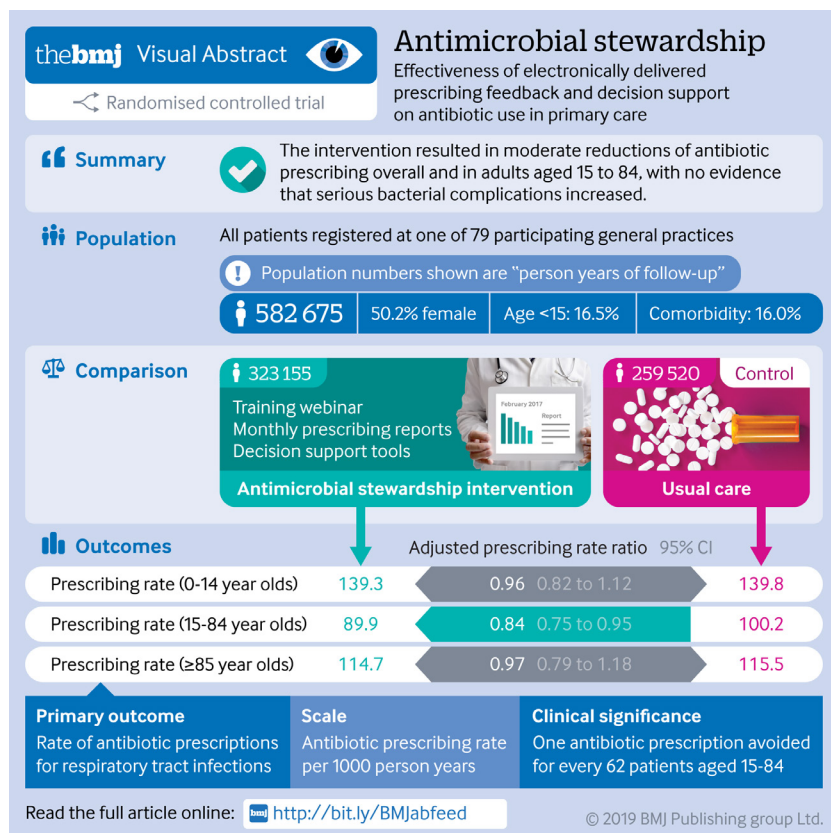 thebmj Visual Abstract
Randomised controlled trial
Antimicrobial stewardship
Effectiveness of electronically delivered
prescribing feedback and decision support
on antibiotic use in primary care
Summary
The intervention resulted in moderate reductions of antibiotic
prescribing overall and in adults aged 15 to 84, with no evidence
that serious bacterial complications increased.
Population
All patients registered at one of 79 participating general practices
! Population numbers shown are "person years of follow-up"
582 675 50.2% female Age <15: 16.5% Comorbidity: 16.0%
Comparison
323 155
Training webinar
Monthly prescribing reports
Decision support tools
February 2017
Report
Antimicrobial stewardship intervention
259 520 Control
Usual care
Outcomes
Adjusted prescribing rate ratio 95% CI
Prescribing rate (0-14 year olds) 139.3 0.96 0.82 to 1.12 139.8
Prescribing rate (15-84 year olds) 89.9 0.84 0.75 to 0.95 100.2
Prescribing rate (≥85 year olds) 114.7 0.97 0.79 to 1.18 115.5
Primary outcome
Rate of antibiotic prescriptions
for respiratory tract infections
Scale
Antibiotic prescribing rate
per 1000 person years
Clinical significance
One antibiotic prescription avoided
for every 62 patients aged 15-84
Read the full article online: bmj http://bit.ly/BMJabfeed
© 2019 BMJ Publishing group Ltd.